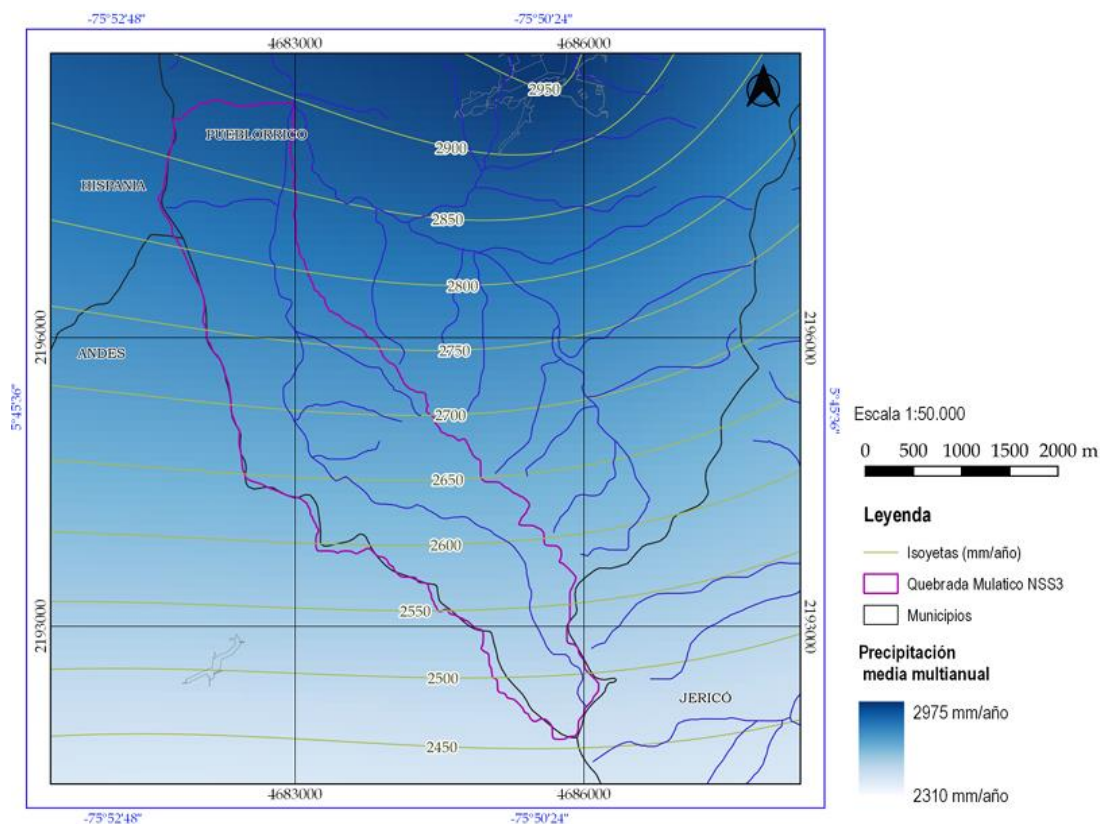 -75°52'48" -75°50'24"
4683000 4686000
2950
PUEBLORRICO
2900
HISPANIA
2850
2800
2196000 2196000
2750
ANDES
5°45'36" 5°45'36"
2700
Escala 1:50.000
0 500 1000 1500 2000 m
2650
Leyenda
2600
Isoyetas (mm/año)
Quebrada Mulatico NSS3
2550
Municipios
2193000 2193000
Precipitación
media multianual
2500
JERICÓ
2975 mm/año
2450
2310 mm/año
4683000 4686000
-75°52'48" -75°50'24"